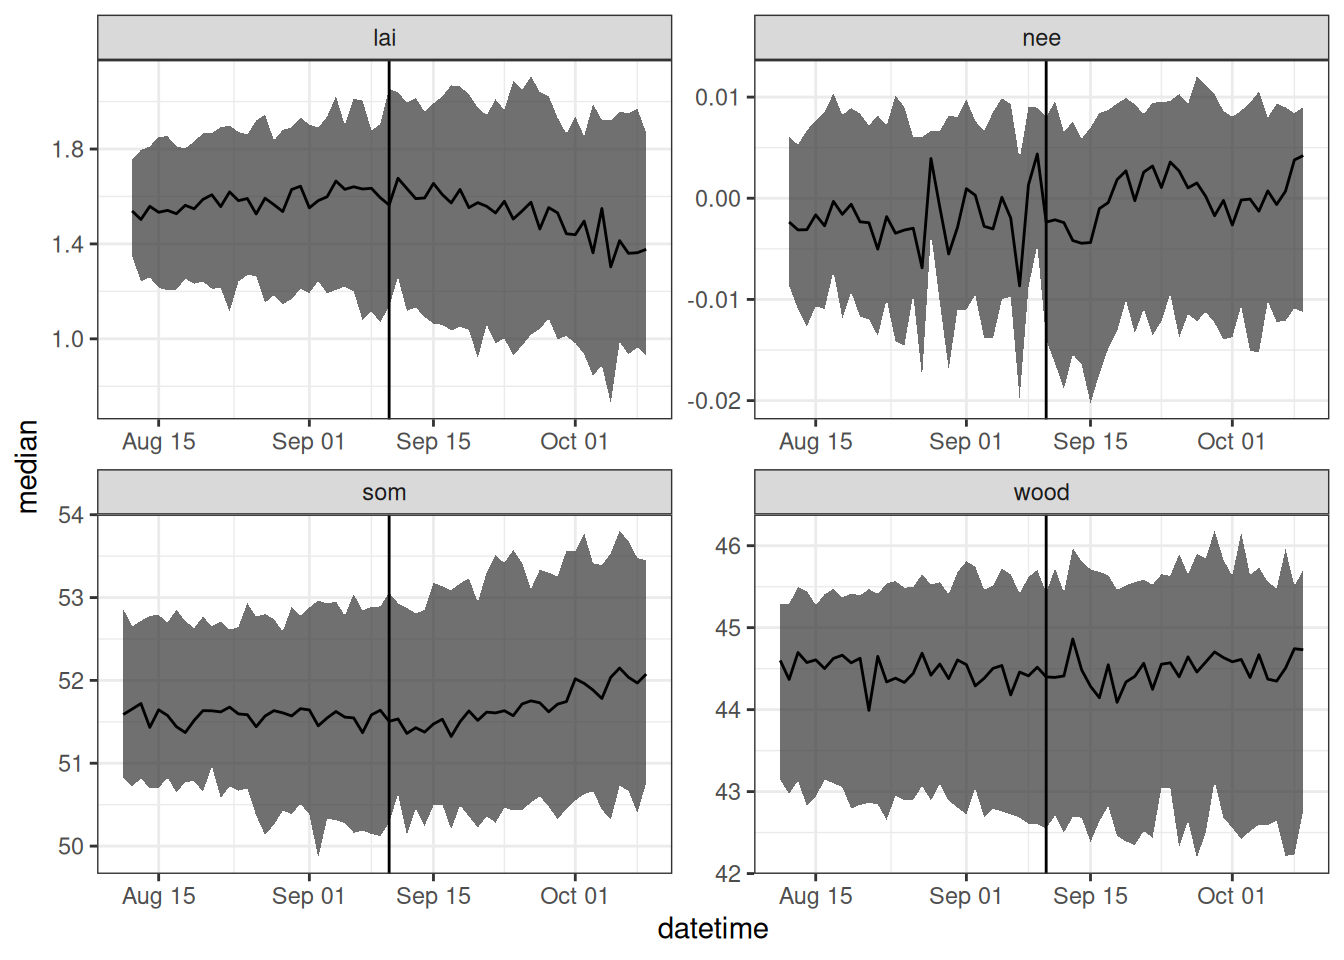 lai
nee
1.8
1.4
1.0
0.01
0.00
-0.01
-0.02
Aug 15 Sep 01 Sep 15 Oct 01
Aug 15 Sep 01 Sep 15 Oct 01
median
som
wood
54
53
52
51
50
46
45
44
43
42
Aug 15 Sep 01 Sep 15 Oct 01
Aug 15 Sep 01 Sep 15 Oct 01
datetime